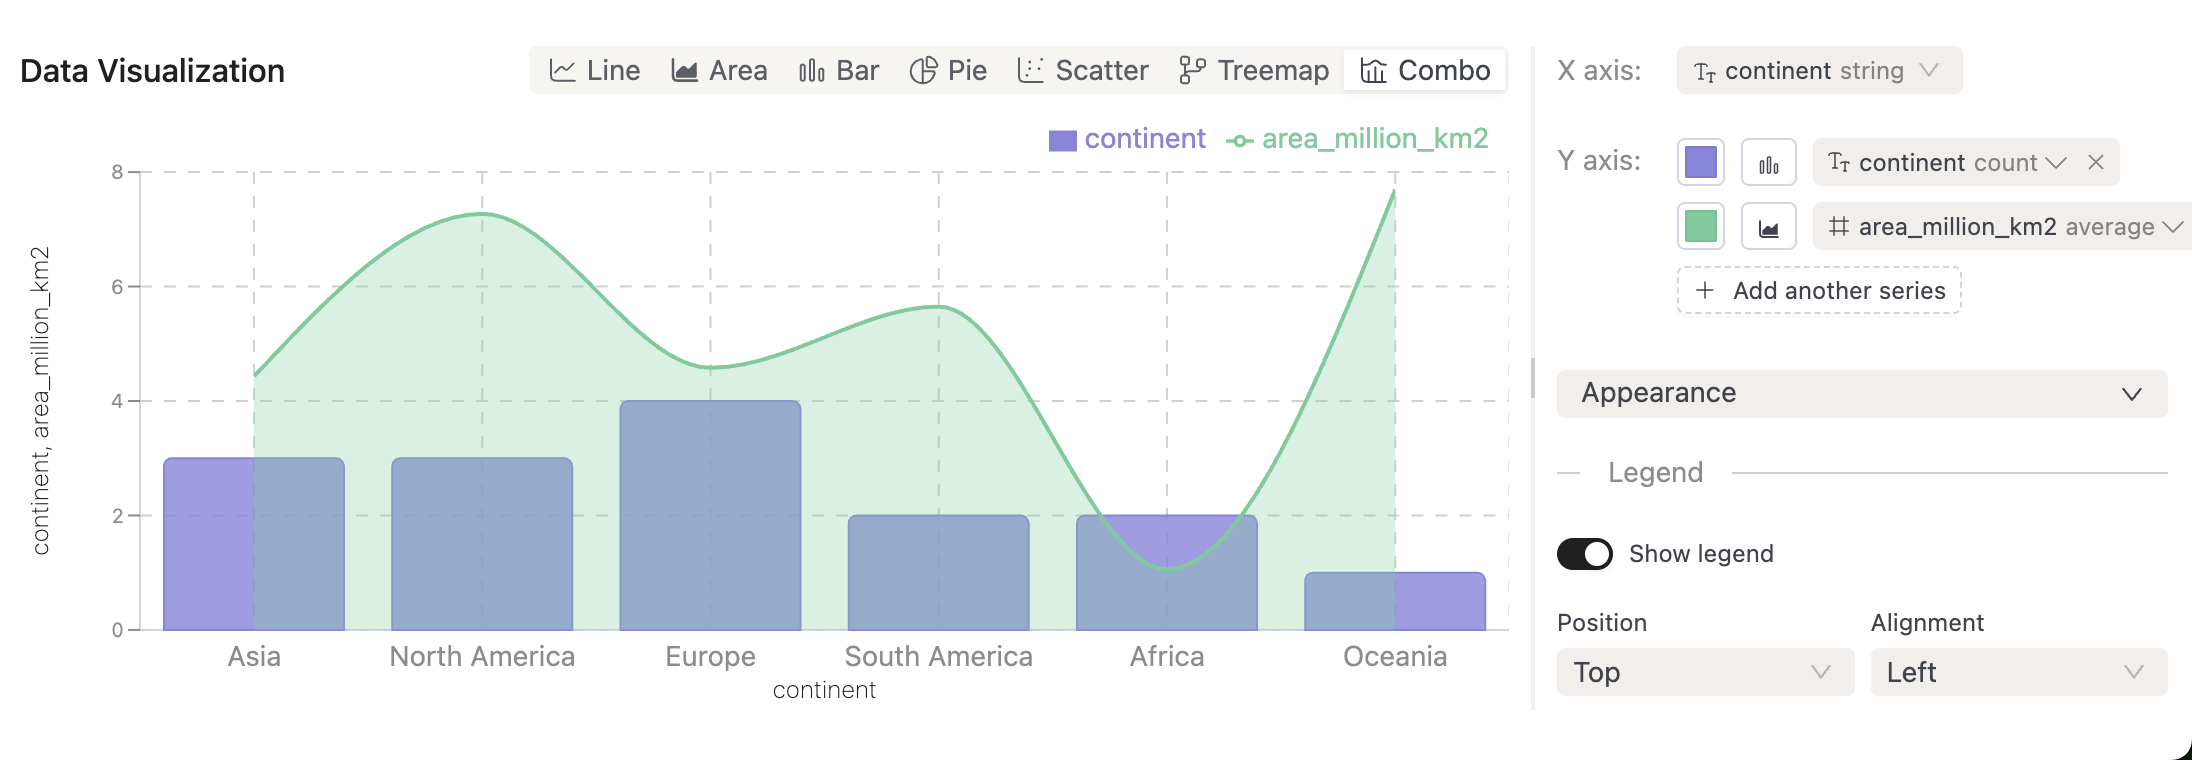 Data Visualization
Line Area Bar Pie Scatter Treemap Combo
continent area_million_km2
8
6
4
2
0
continent, area_million_km2
Asia North America Europe South America Africa Oceania
continent
X axis: continent string
Y axis: continent count
area_million_km2 average
+ Add another series
Appearance
Legend
Show legend
Position Alignment
Top Left